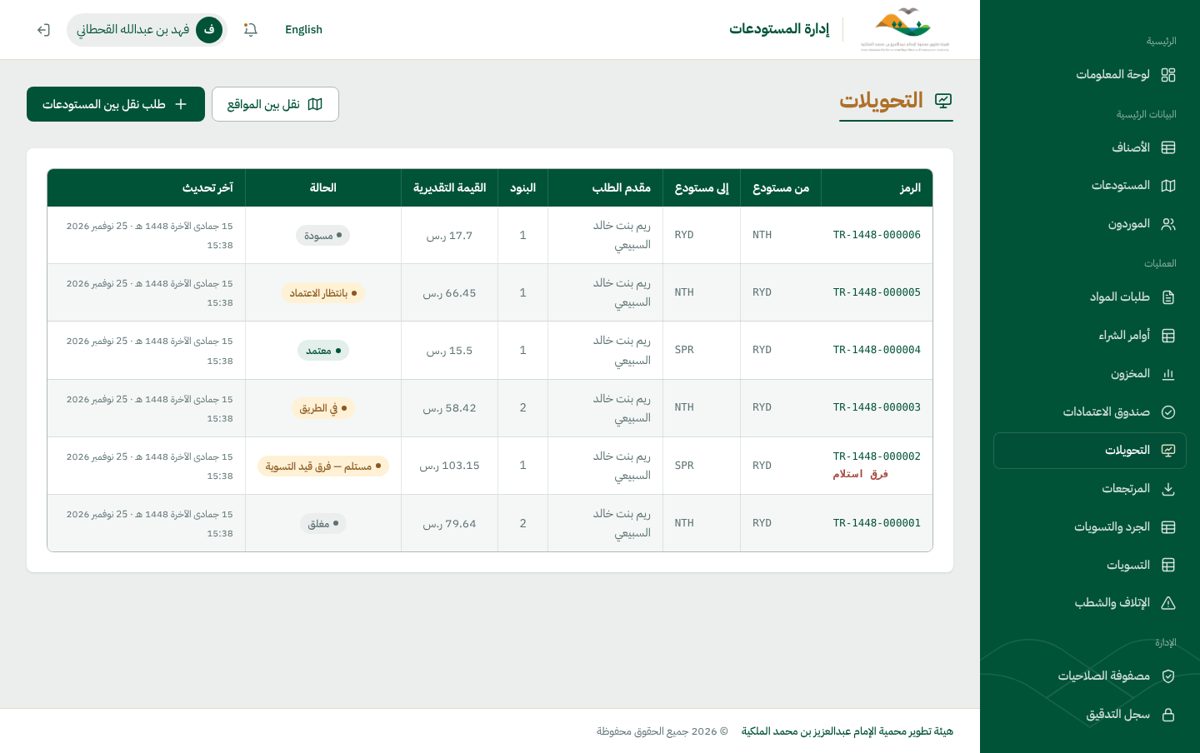 إدارة المستودعات
English
ف
فهد بن عبدالله القحطاني
الرئيسية
لوحة المعلومات
البيانات الرئيسية
الأصناف
المستودعات
الموردون
العمليات
طلبات المواد
أوامر الشراء
المخزون
صندوق الاعتمادات
التحويلات
المرتجعات
الجرد والتسويات
التسويات
الإتلاف والشطب
الإدارة
مصفوفة الصلاحيات
سجل التدقيق
التحويلات
نقل بين المواقع
طلب نقل بين المستودعات
الرمز من مستودع إلى مستودع مقدم الطلب البنود القيمة التقديرية الحالة آخر تحديث
TR-1448-000006 NTH RYD ريم بنت خالد السبيعي 1 17.7 ر.س مسودة 15 جمادى الآخرة 1448 هـ · 25 نوفمبر 2026 15:38
TR-1448-000005 RYD NTH ريم بنت خالد السبيعي 1 66.45 ر.س بانتظار الاعتماد 15 جمادى الآخرة 1448 هـ · 25 نوفمبر 2026 15:38
TR-1448-000004 RYD SPR ريم بنت خالد السبيعي 1 15.5 ر.س معتمد 15 جمادى الآخرة 1448 هـ · 25 نوفمبر 2026 15:38
TR-1448-000003 RYD NTH ريم بنت خالد السبيعي 2 58.42 ر.س في الطريق 15 جمادى الآخرة 1448 هـ · 25 نوفمبر 2026 15:38
TR-1448-000002 فرق استلام RYD SPR ريم بنت خالد السبيعي 1 103.15 ر.س مستلم — فرق قيد التسوية 15 جمادى الآخرة 1448 هـ · 25 نوفمبر 2026 15:38
TR-1448-000001 RYD NTH ريم بنت خالد السبيعي 2 79.64 ر.س مغلق 15 جمادى الآخرة 1448 هـ · 25 نوفمبر 2026 15:38
هيئة تطوير محمية الإمام عبدالعزيز بن محمد الملكية © 2026 جميع الحقوق محفوظة